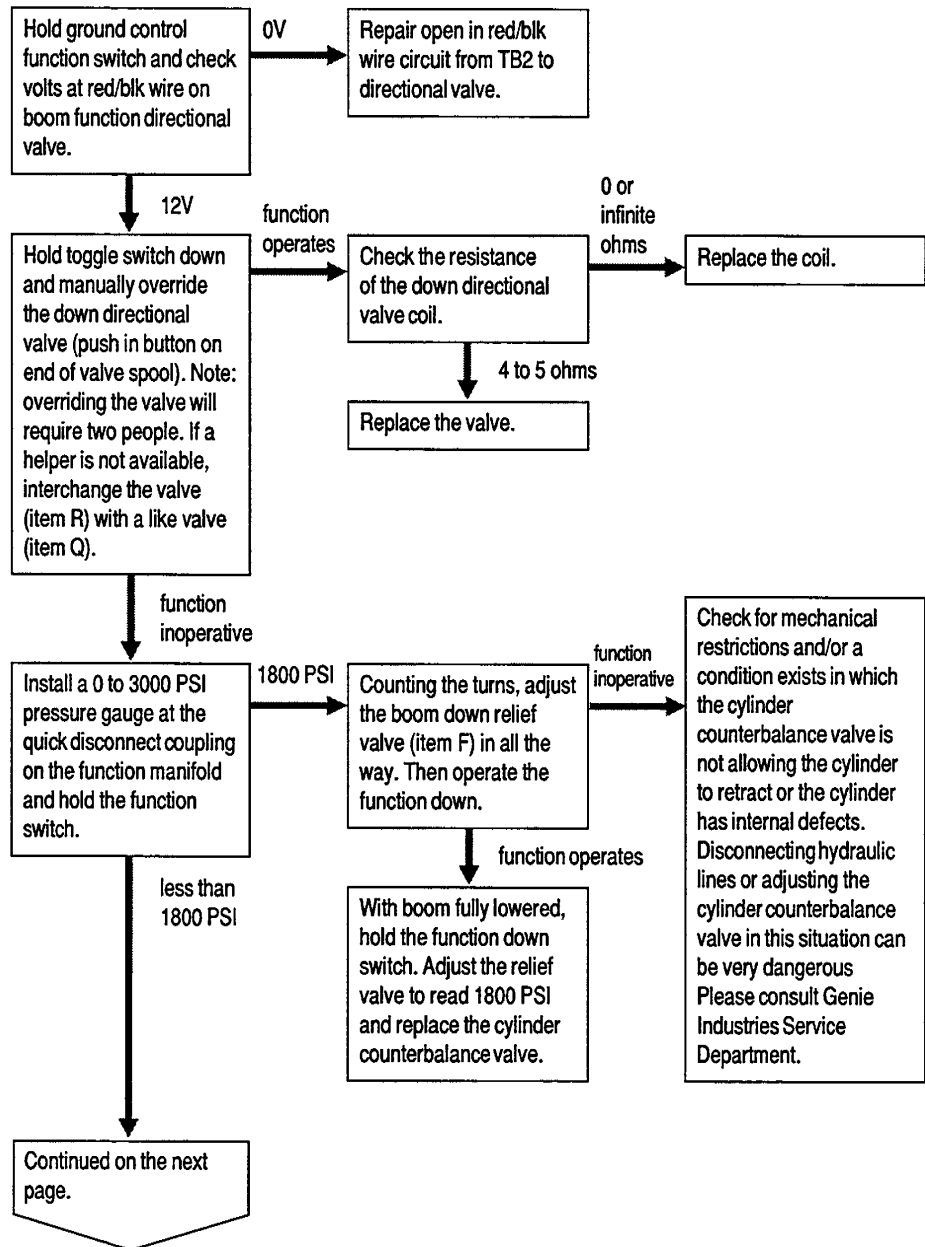 Hold ground control
function switch and check
volts at red/blk wire on
boom function directional
valve.
0V
Repair open in red/blk
wire circuit from TB2 to
directional valve.
12V
Hold toggle switch down
and manually override
the down directional
valve (push in button on
end of valve spool). Note:
overriding the valve will
require two people. If a
helper is not available,
interchange the valve
(item R) with a like valve
(item Q).
function
operates
Check the resistance
of the down directional
valve coil.
0 or
infinite
ohms
Replace the coil.
4 to 5 ohms
Replace the valve.
function
inoperative
Install a 0 to 3000 PSI
pressure gauge at the
quick disconnect coupling
on the function manifold
and hold the function
switch.
1800 PSI
Counting the turns, adjust
the boom down relief
valve (item F) in all the
way. Then operate the
function down.
function
inoperative
Check for mechanical
restrictions and/or a
condition exists in which
the cylinder
counterbalance valve is
not allowing the cylinder
to retract or the cylinder
has internal defects.
Disconnecting hydraulic
lines or adjusting the
cylinder counterbalance
valve in this situation can
be very dangerous
Please consult Genie
Industries Service
Department.
function operates
With boom fully lowered,
hold the function down
switch. Adjust the relief
valve to read 1800 PSI
and replace the cylinder
counterbalance valve.
less than
1800 PSI
Continued on the next
page.